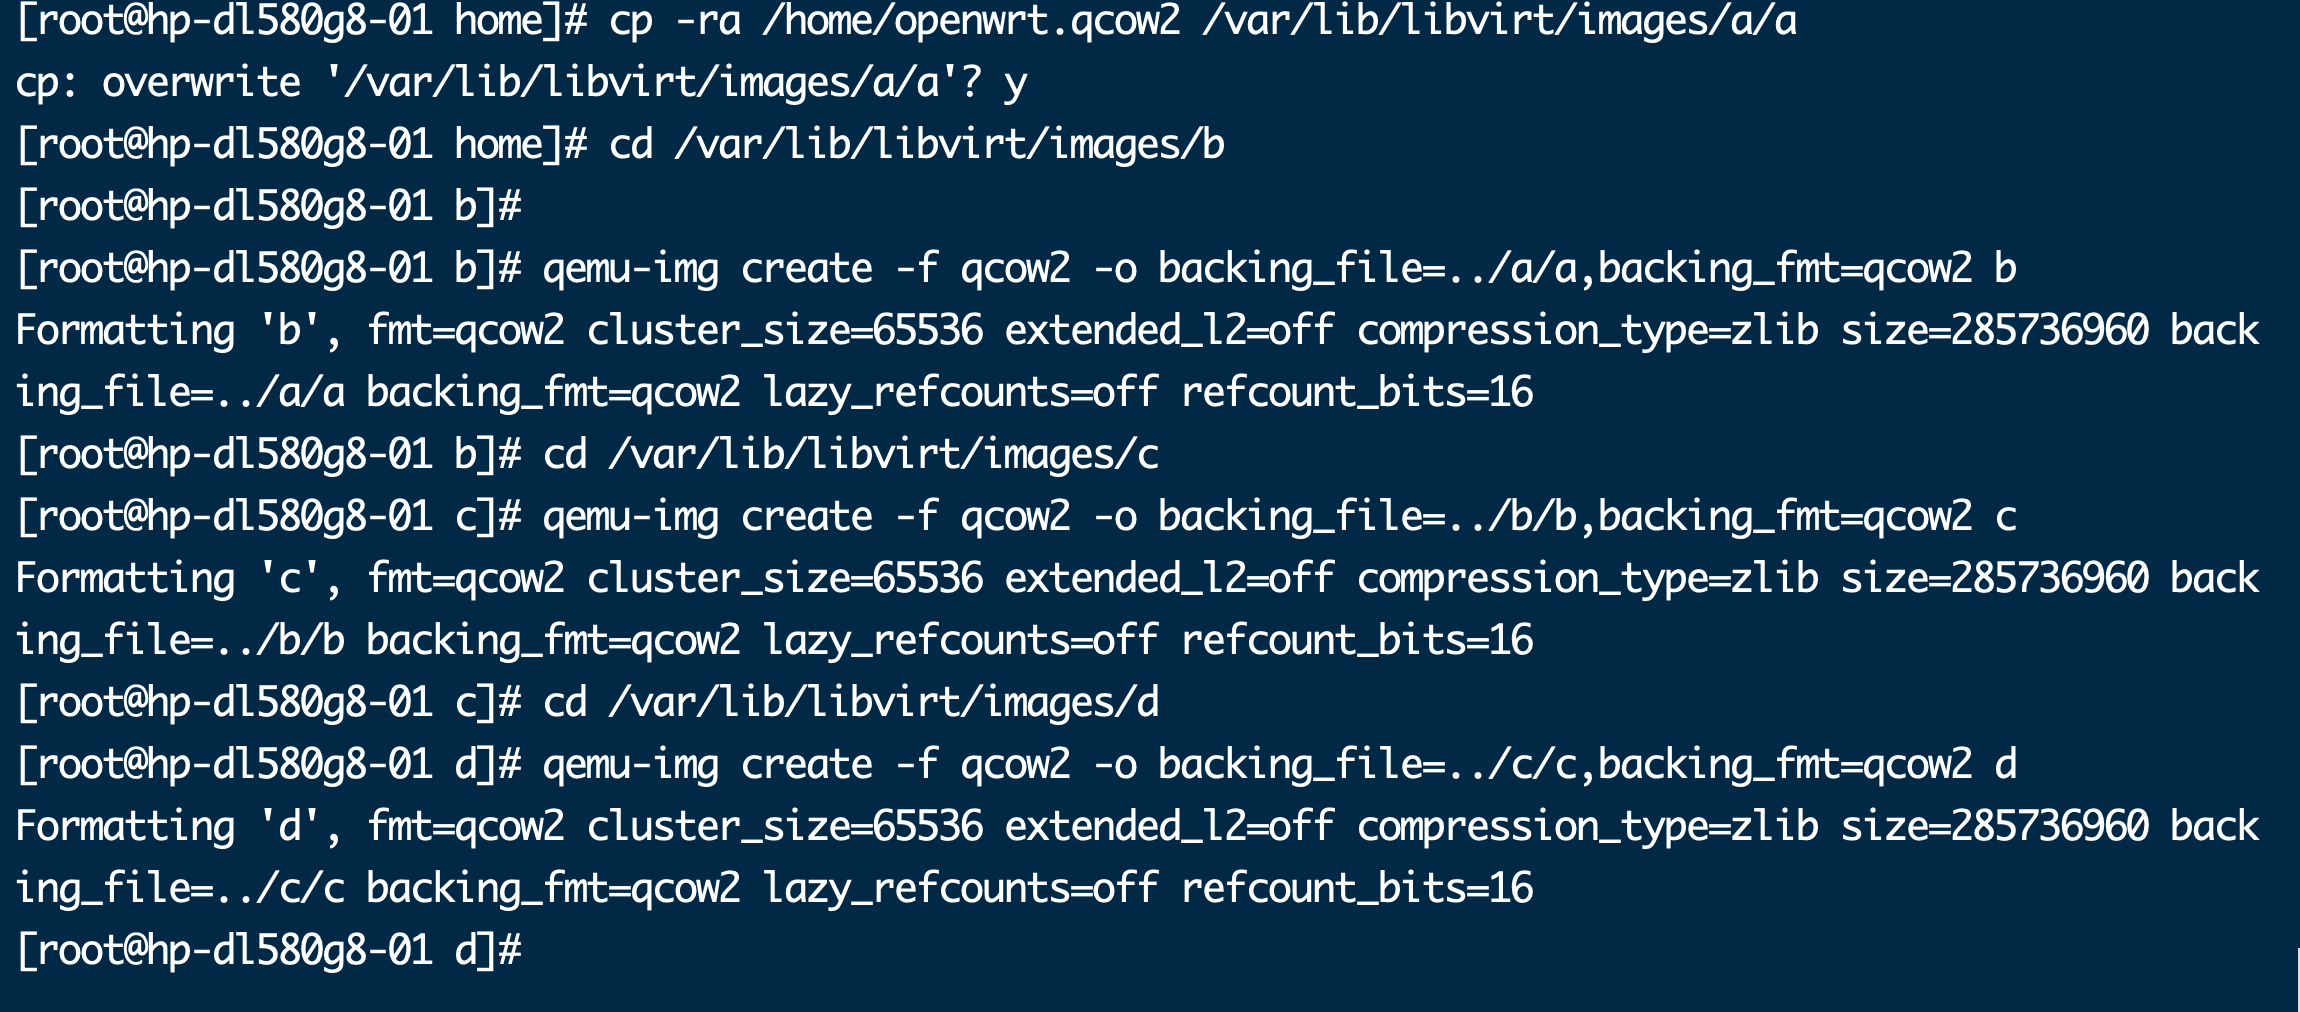 [root@hp-dl580g8-01 home]# cp -ra /home/openwrt.qcow2 /var/lib/libvirt/images/a/a
cp: overwrite '/var/lib/libvirt/images/a/a'? y
[root@hp-dl580g8-01 home]# cd /var/lib/libvirt/images/b
[root@hp-dl580g8-01 b]#
[root@hp-dl580g8-01 b]# qemu-img create -f qcow2 -o backing_file=../a/a,backing_fmt=qcow2 b
Formatting 'b', fmt=qcow2 cluster_size=65536 extended_l2=off compression_type=zlib size=285736960 back
ing_file=../a/a backing_fmt=qcow2 lazy_refcounts=off refcount_bits=16
[root@hp-dl580g8-01 b]# cd /var/lib/libvirt/images/c
[root@hp-dl580g8-01 c]# qemu-img create -f qcow2 -o backing_file=../b/b,backing_fmt=qcow2 c
Formatting 'c', fmt=qcow2 cluster_size=65536 extended_l2=off compression_type=zlib size=285736960 back
ing_file=../b/b backing_fmt=qcow2 lazy_refcounts=off refcount_bits=16
[root@hp-dl580g8-01 c]# cd /var/lib/libvirt/images/d
[root@hp-dl580g8-01 d]# qemu-img create -f qcow2 -o backing_file=../c/c,backing_fmt=qcow2 d
Formatting 'd', fmt=qcow2 cluster_size=65536 extended_l2=off compression_type=zlib size=285736960 back
ing_file=../c/c backing_fmt=qcow2 lazy_refcounts=off refcount_bits=16
[root@hp-dl580g8-01 d]#